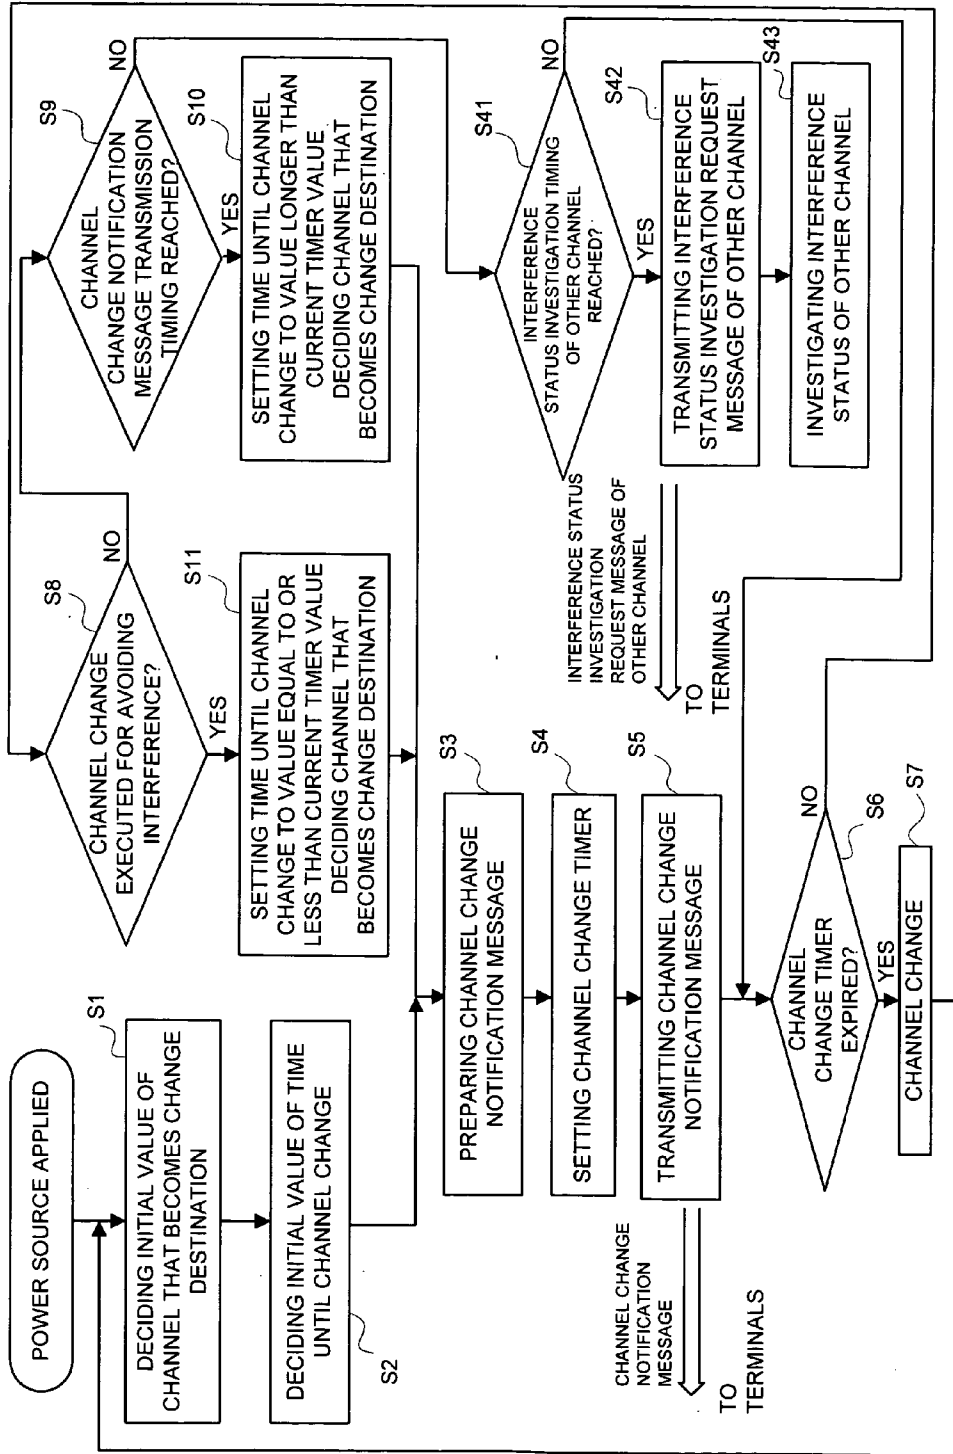 POWER SOURCE APPLIED
S1
DECIDING INITIAL VALUE OF
CHANNEL THAT BECOMES CHANGE
DESTINATION
DECIDING INITIAL VALUE OF TIME
UNTIL CHANNEL CHANGE
S2
S8
CHANNEL CHANGE
EXECUTED FOR AVOIDING
INTERFERENCE?
NO
YES
S11
SETTING TIME UNTIL CHANNEL
CHANGE TO VALUE EQUAL TO OR
LESS THAN CURRENT TIMER VALUE
DECIDING CHANNEL THAT
BECOMES CHANGE DESTINATION
S9
CHANNEL
CHANGE NOTIFICATION
MESSAGE TRANSMISSION
TIMING REACHED?
NO
YES
S10
SETTING TIME UNTIL CHANNEL
CHANGE TO VALUE LONGER THAN
CURRENT TIMER VALUE
DECIDING CHANNEL THAT
BECOMES CHANGE DESTINATION
S3
PREPARING CHANNEL CHANGE
NOTIFICATION MESSAGE
S4
SETTING CHANNEL CHANGE TIMER
S5
TRANSMITTING CHANNEL CHANGE
NOTIFICATION MESSAGE
CHANNEL CHANGE
NOTIFICATION
MESSAGE
TO
TERMINALS
S6
CHANNEL
CHANGE TIMER
EXPIRED?
NO
YES
S7
CHANNEL CHANGE
S41
INTERFERENCE
STATUS INVESTIGATION TIMING
OF OTHER CHANNEL
REACHED?
NO
YES
S42
TRANSMITTING INTERFERENCE
STATUS INVESTIGATION REQUEST
MESSAGE OF OTHER CHANNEL
INTERFERENCE STATUS
INVESTIGATION
REQUEST MESSAGE OF
OTHER CHANNEL
TO
TERMINALS
S43
INVESTIGATING INTERFERENCE
STATUS OF OTHER CHANNEL